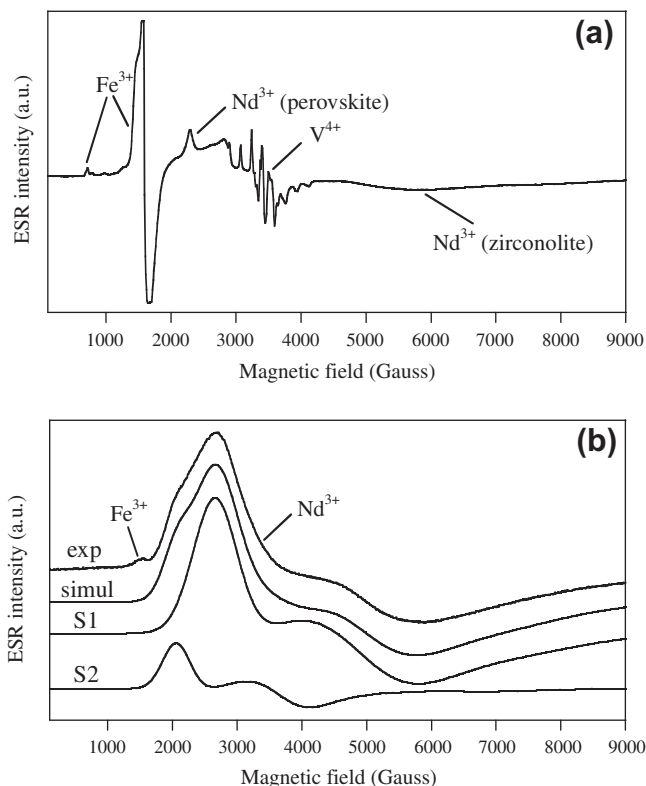 (a)
Fe³⁺
Nd³⁺ (perovskite)
V⁴⁺
Nd³⁺ (zirconolite)
ESR intensity (a.u.)
1000 2000 3000 4000 5000 6000 7000 8000 9000
Magnetic field (Gauss)
(b)
Fe³⁺
Nd³⁺
exp
simul
S1
S2
ESR intensity (a.u.)
1000 2000 3000 4000 5000 6000 7000 8000 9000
Magnetic field (Gauss)